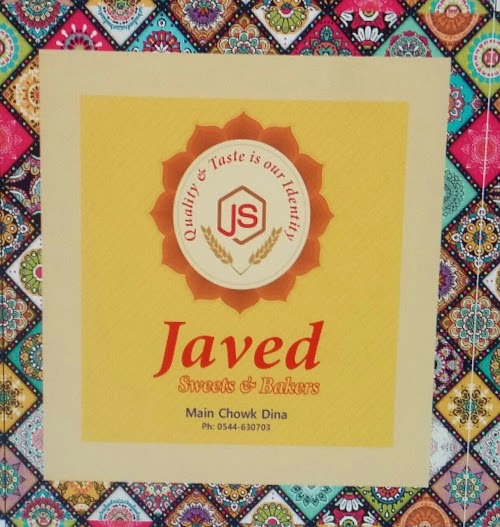 Quality & Taste is our Identity
JS
Javed
Sweets & Bakers
Main Chowk Dina
Ph: 0544-630703